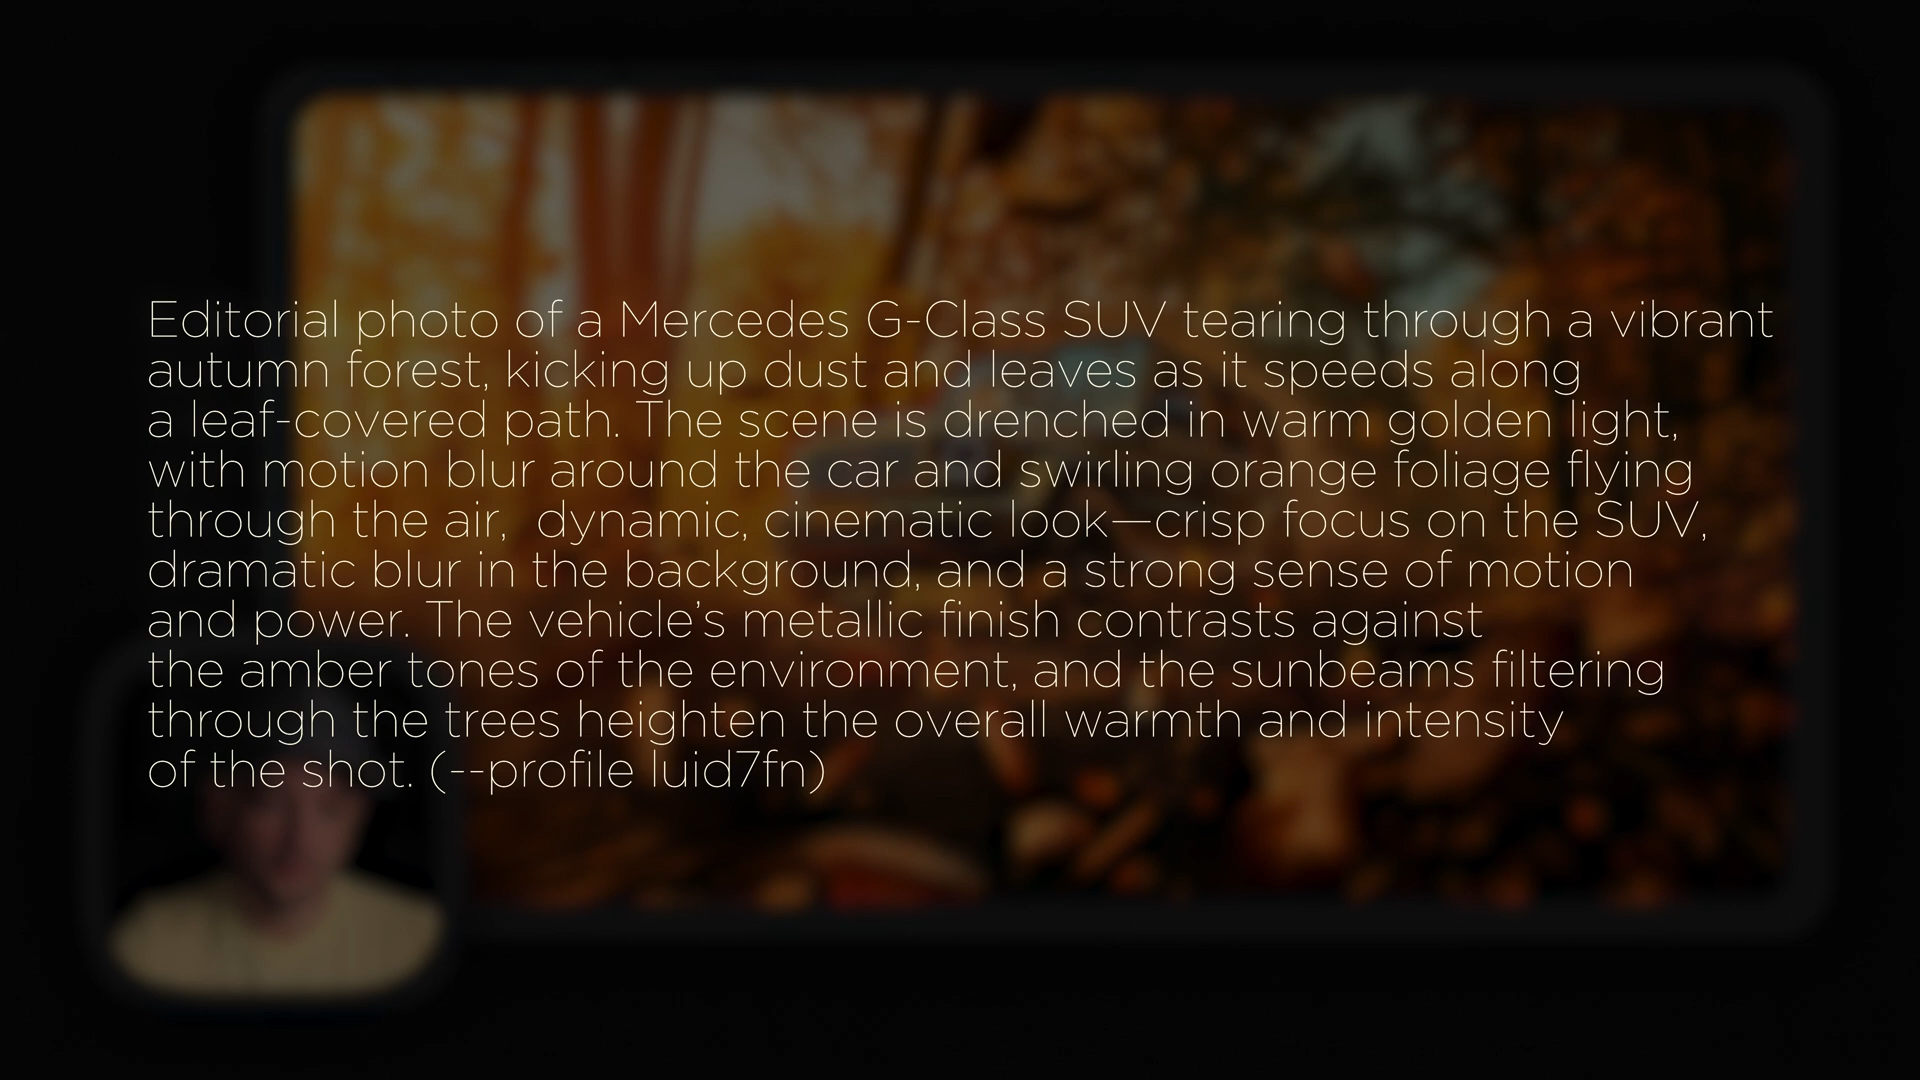 Editorial photo of a Mercedes G-Class SUV tearing through a vibrant
autumn forest, kicking up dust and leaves as it speeds along
a leaf-covered path. The scene is drenched in warm golden light,
with motion blur around the car and swirling orange foliage flying
through the air,  dynamic, cinematic look—crisp focus on the SUV,
dramatic blur in the background, and a strong sense of motion
and power. The vehicle’s metallic finish contrasts against
the amber tones of the environment, and the sunbeams filtering
through the trees heighten the overall warmth and intensity
of the shot. (--profile luid7fn)